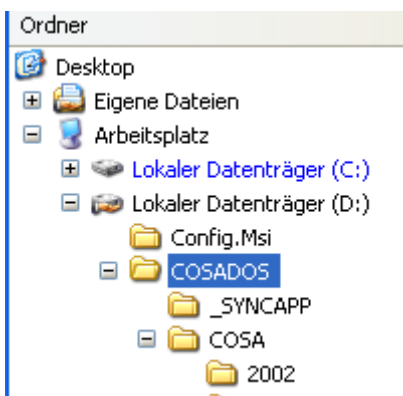 Ordner
Desktop
Eigene Dateien
Arbeitsplatz
Lokaler Datenträger (C:)
Lokaler Datenträger (D:)
Config.Msi
COSADOS
_SYNCAPP
COSA
2002